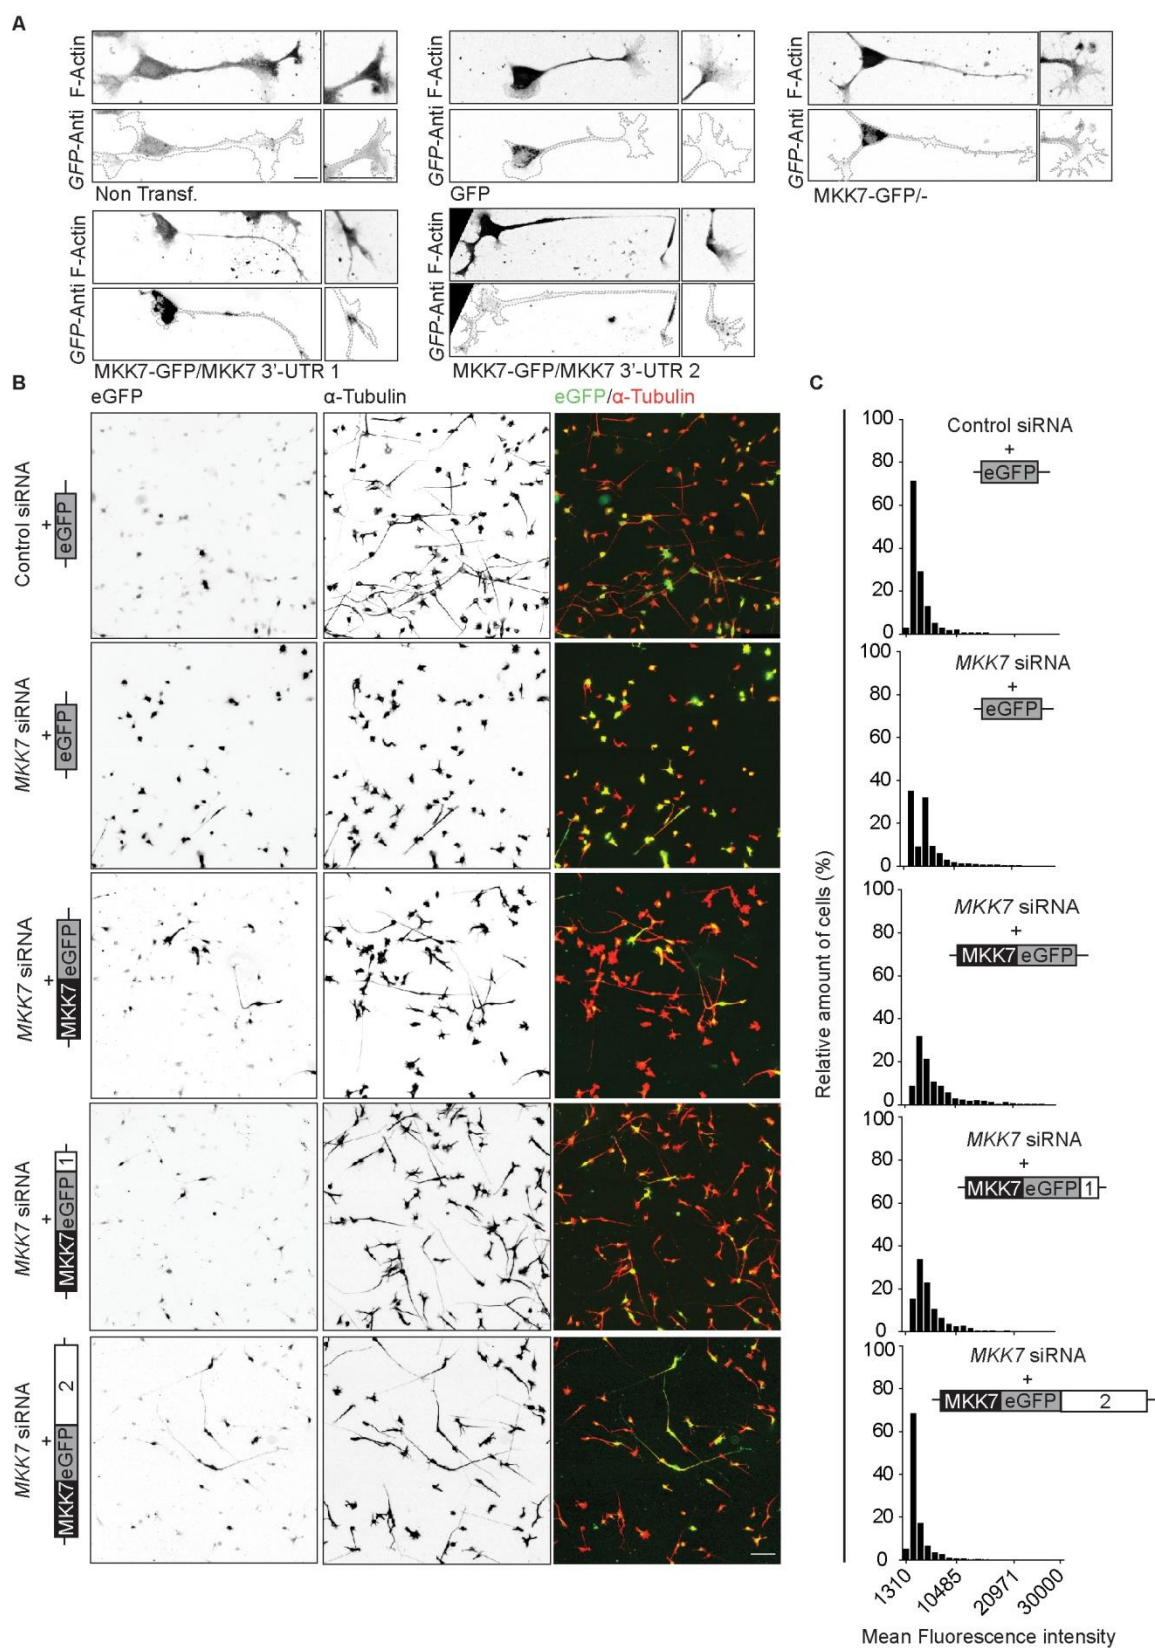 A
F-Actin
GFP-Anti
Non Transf.
F-Actin
GFP-Anti
GFP
F-Actin
GFP-Anti
MKK7-GFP/-
F-Actin
GFP-Anti
MKK7-GFP/MKK7 3'-UTR 1
F-Actin
GFP-Anti
MKK7-GFP/MKK7 3'-UTR 2
B
eGFP
α-Tubulin
eGFP/α-Tubulin
Control siRNA
+
eGFP
MKK7 siRNA
+
eGFP
MKK7 siRNA
+
MKK7 eGFP
MKK7 siRNA
+
MKK7 eGFP 1
MKK7 siRNA
+
MKK7 eGFP 2
C
Relative amount of cells (%)
100
80
60
40
20
0
Control siRNA
+
eGFP
100
80
60
40
20
0
MKK7 siRNA
+
eGFP
100
80
60
40
20
0
MKK7 siRNA
+
MKK7 eGFP
100
80
60
40
20
0
MKK7 siRNA
+
MKK7 eGFP 1
100
80
60
40
20
0
MKK7 siRNA
+
MKK7 eGFP 2
1310
10485
20971
30000
Mean Fluorescence intensity